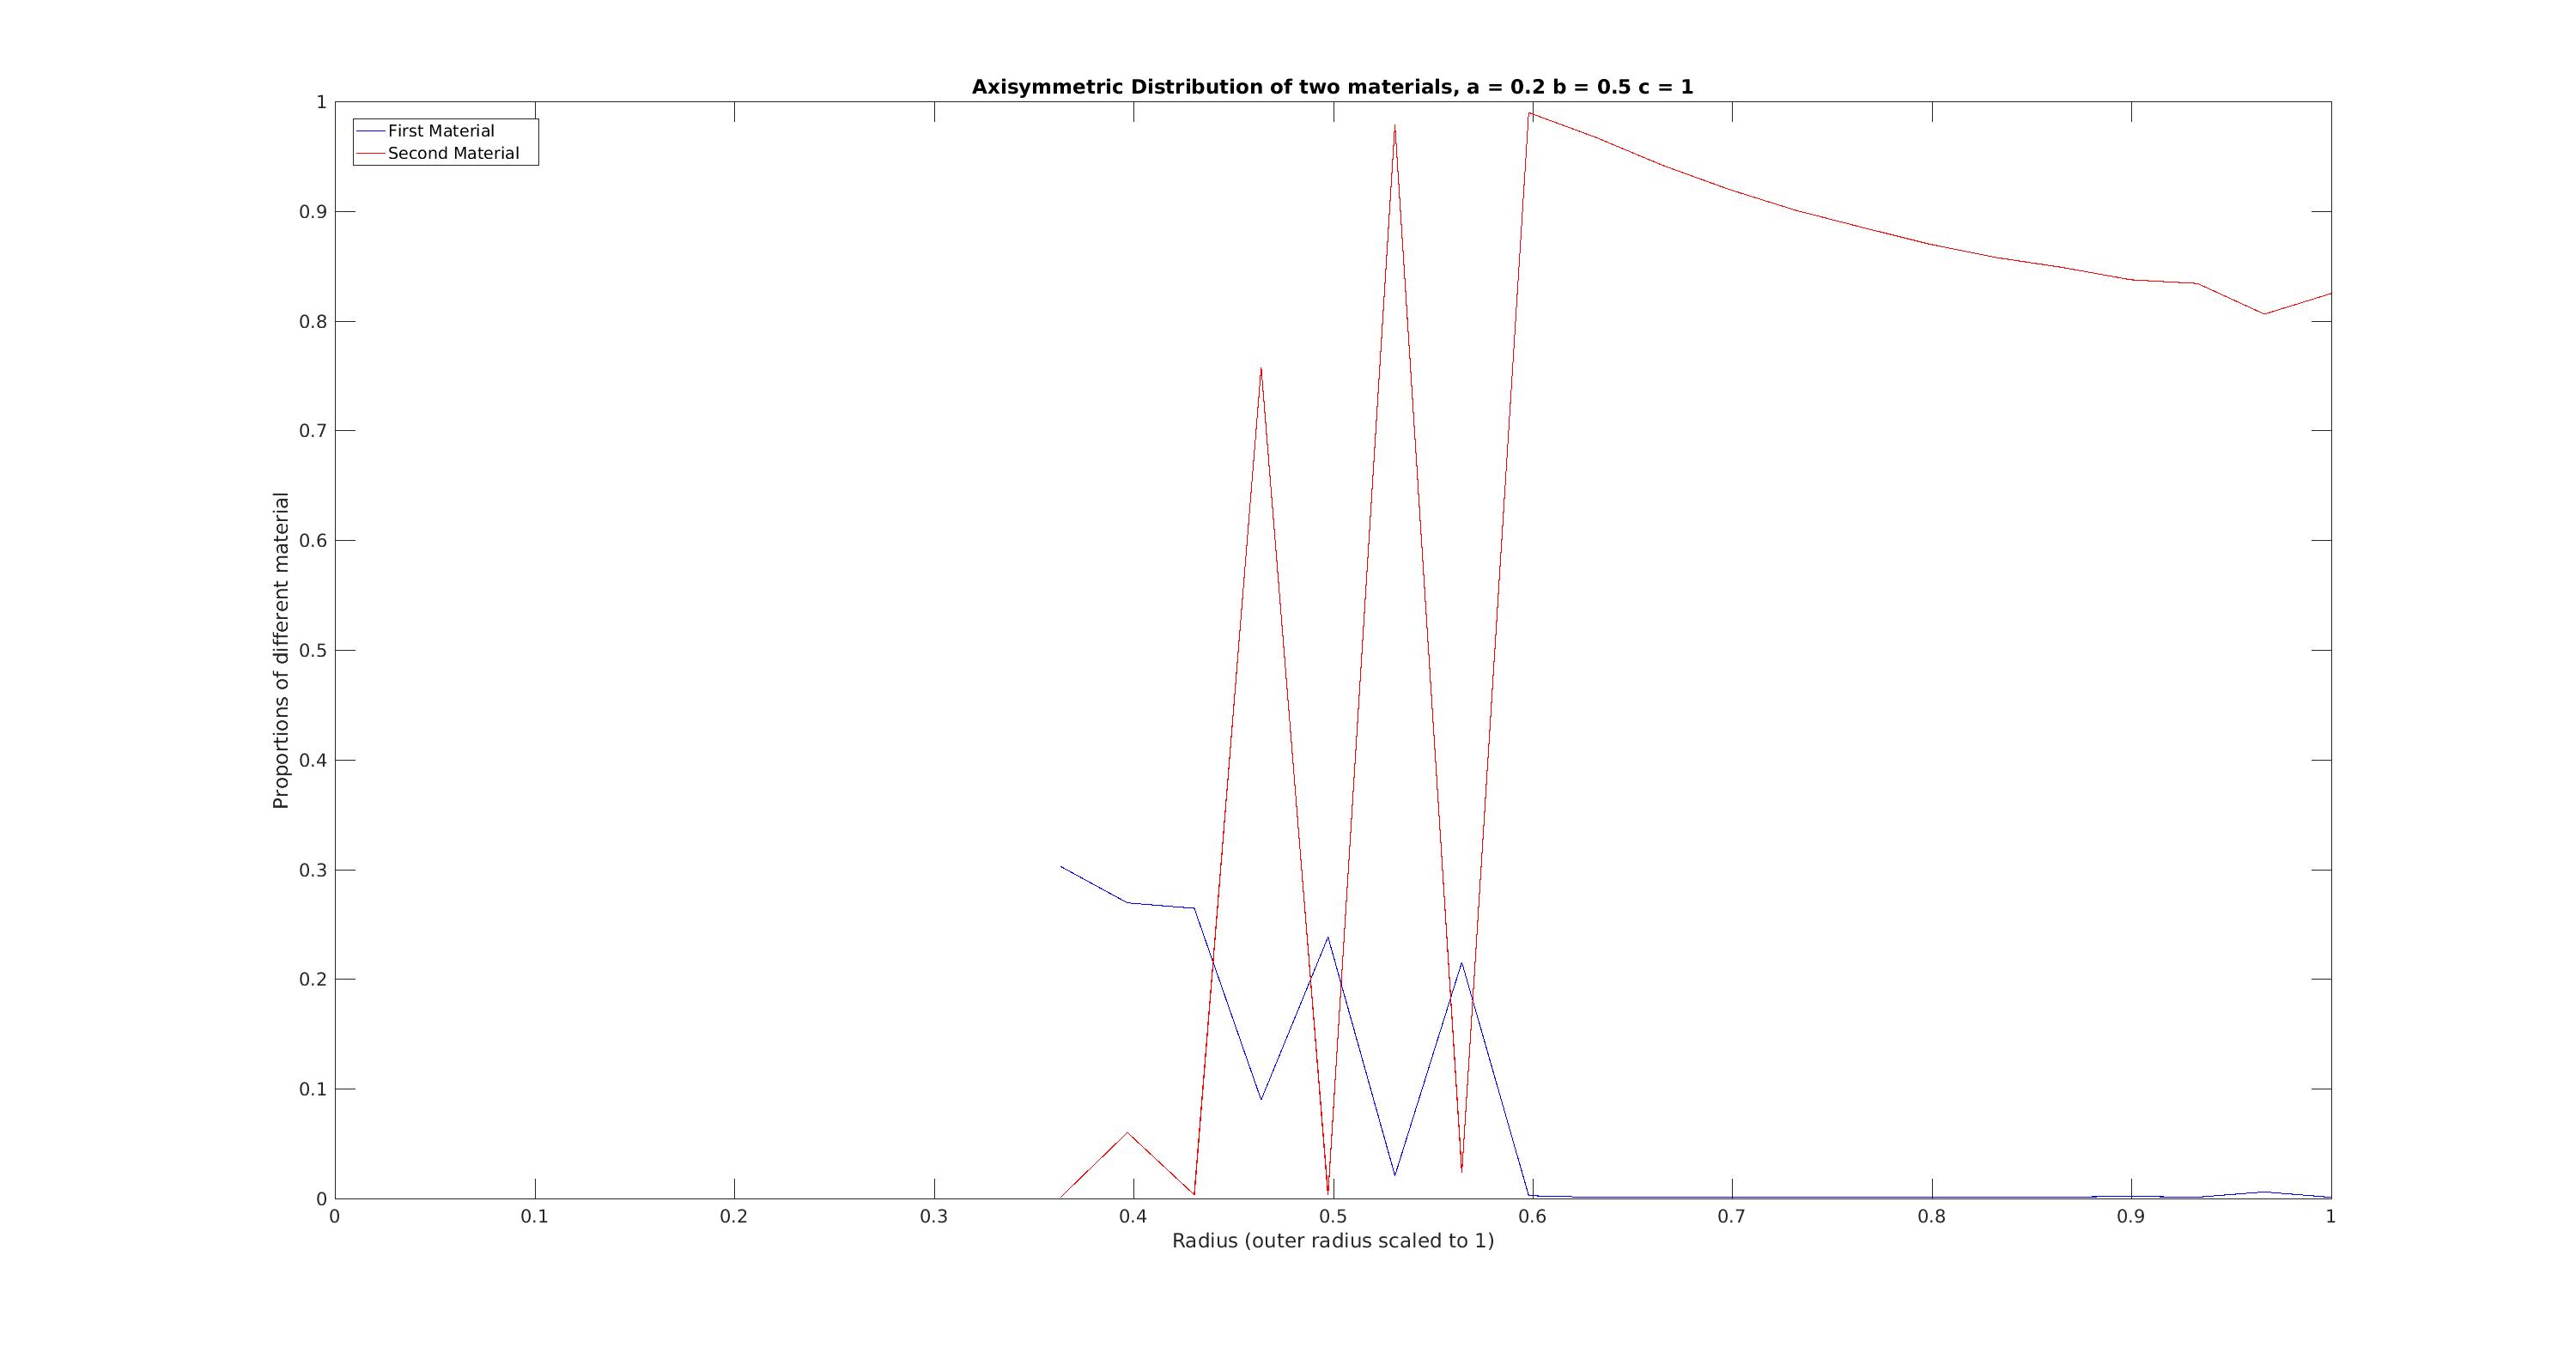 Axisymmetric Distribution of two materials, a = 0.2 b = 0.5 c = 1
First Material
Second Material
1
0.9
0.8
0.7
0.6
0.5
0.4
0.3
0.2
0.1
0
Proportions of different material
0 0.1 0.2 0.3 0.4 0.5 0.6 0.7 0.8 0.9 1
Radius (outer radius scaled to 1)